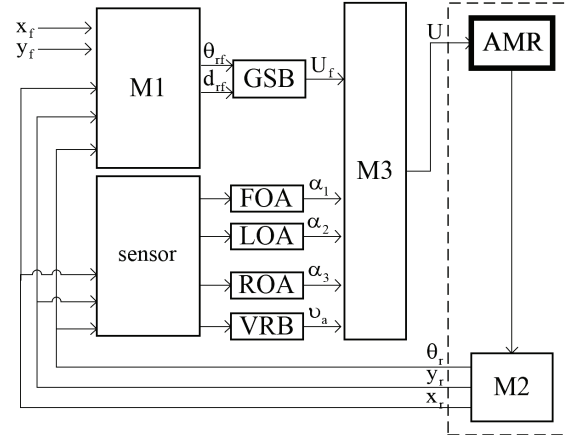 x_f
y_f
M1
θ_rf
d_rf
GSB
U_f
M3
U
AMR
sensor
FOA
α_1
LOA
α_2
ROA
α_3
VRB
υ_a
θ_r
y_r
x_r
M2